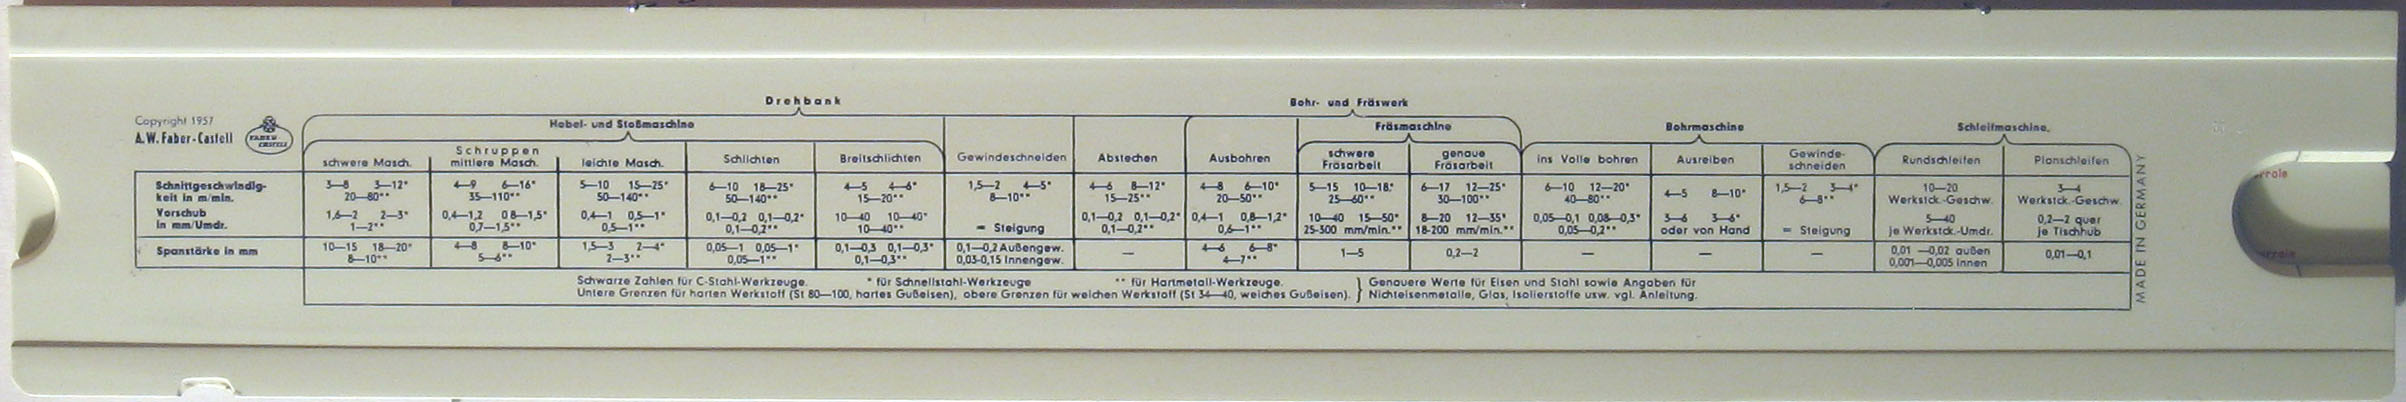 Drehbank
Bohr- und Fräswerk
Copyright 1957
A.W. Faber-Castell
FABER
CASTELL
Hobel- und Stoßmaschine
Fräsmaschine
Bohrmaschine
Schleifmaschine
Schruppen
schwere Masch. mittlere Masch. leichte Masch. Schlichten Breitschlichten Gewindeschneiden Abstechen Ausbohren
schwere Fräsarbeit
genaue Fräsarbeit
ins Volle bohren Ausreiben
Gewinde-
schneiden
Rundschleifen Planschleifen
Schnittgeschwindig- 3—8 3—12* 4—9 6—16* 5—10 15—25* 6—10 18—25* 4—5 4—6* 1,5—2 4—5* 4—6 8—12* 4—8 6—10* 5—15 10—18* 6—17 12—25* 6—10 12—20* 4—5 8—10* 1,5—2 3—4* 10—20 3—4
keit in m/min. 20—80** 35—110** 50—140** 50—140** 15—20** 8—10** 15—25** 20—50** 25—60** 30—100** 40—80** 6—8** Werkstck.-Geschw. Werkstck.-Geschw.
Vorschub 1,6—2 2—3* 0,4—1,2 0,8—1,5* 0,4—1 0,5—1* 0,1—0,2 0,1—0,2* 10—40 10—40* 0,1—0,2 0,1—0,2* 0,4—1 0,8—1,2* 10—40 15—50* 8—20 12—35* 0,05—0,1 0,08—0,3* 3—6 3—6* 5—40 0,2—2 quer
in mm/Umdr. 1—2** 0,7—1,5** 0,5—1** 0,1—0,2** 10—40** = Steigung 0,1—0,2** 0,6—1** 25-300 mm/min.** 18-200 mm/min.** 0,05—0,2** oder von Hand = Steigung je Werkstck.-Umdr. je Tischhub
Spanstärke in mm 10—15 18—20* 4—8 8—10* 1,5—3 2—4* 0,05—1 0,05—1* 0,1—0,3 0,1—0,3* 0,1—0,2 Außengew. — 4—6 6—8* 1—5 0,2—2 — — — 0,01—0,02 außen 0,01—0,1
8—10** 5—6** 2—3** 0,05—1** 0,1—0,3** 0,03-0,15 Innengew. 4—7** 0,001—0,005 innen
Schwarze Zahlen für C-Stahl-Werkzeuge. * für Schnellstahl-Werkzeuge ** für Hartmetall-Werkzeuge.
Untere Grenzen für harten Werkstoff (St 80—100, hartes Gußeisen), obere Grenzen für weichen Werkstoff (St 34—40, weiches Gußeisen).
Genauere Werte für Eisen und Stahl sowie Angaben für
Nichteisenmetalle, Glas, Isolierstoffe usw. vgl. Anleitung.
MADE IN GERMANY